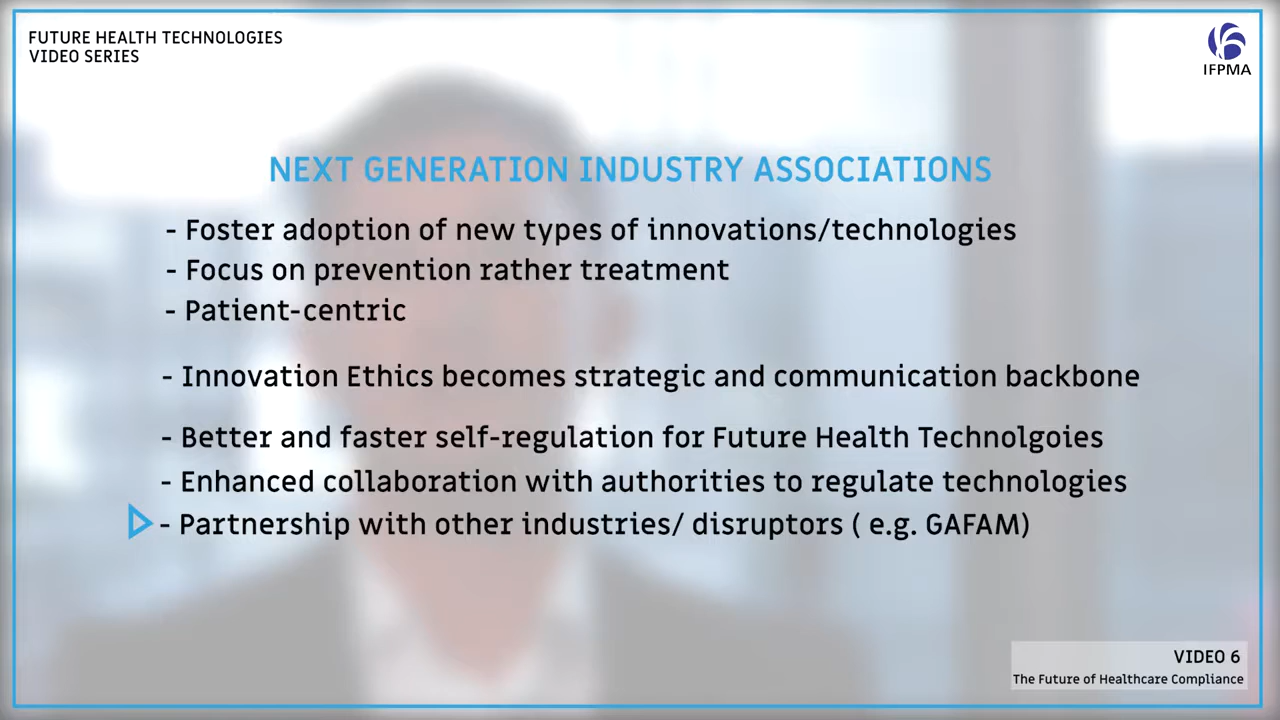 FUTURE HEALTH TECHNOLOGIES
VIDEO SERIES
IFPMA
NEXT GENERATION INDUSTRY ASSOCIATIONS
- Foster adoption of new types of innovations/technologies
- Focus on prevention rather treatment
- Patient-centric
- Innovation Ethics becomes strategic and communication backbone
- Better and faster self-regulation for Future Health Technolgoies
- Enhanced collaboration with authorities to regulate technologies
- Partnership with other industries/ disruptors ( e.g. GAFAM)
VIDEO 6
The Future of Healthcare Compliance